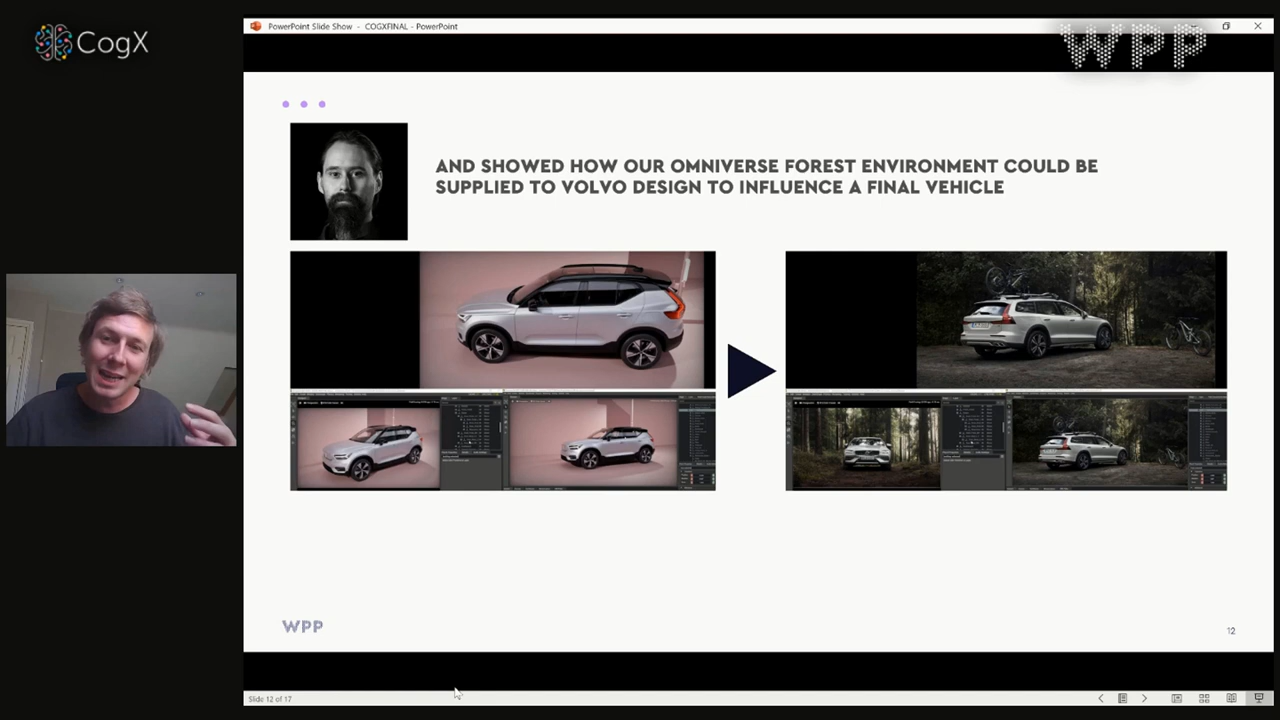 CogX
PowerPoint Slide Show - COGXFINAL - PowerPoint
WPP
AND SHOWED HOW OUR OMNIVERSE FOREST ENVIRONMENT COULD BE
SUPPLIED TO VOLVO DESIGN TO INFLUENCE A FINAL VEHICLE
WPP
12
Slide 12 of 17